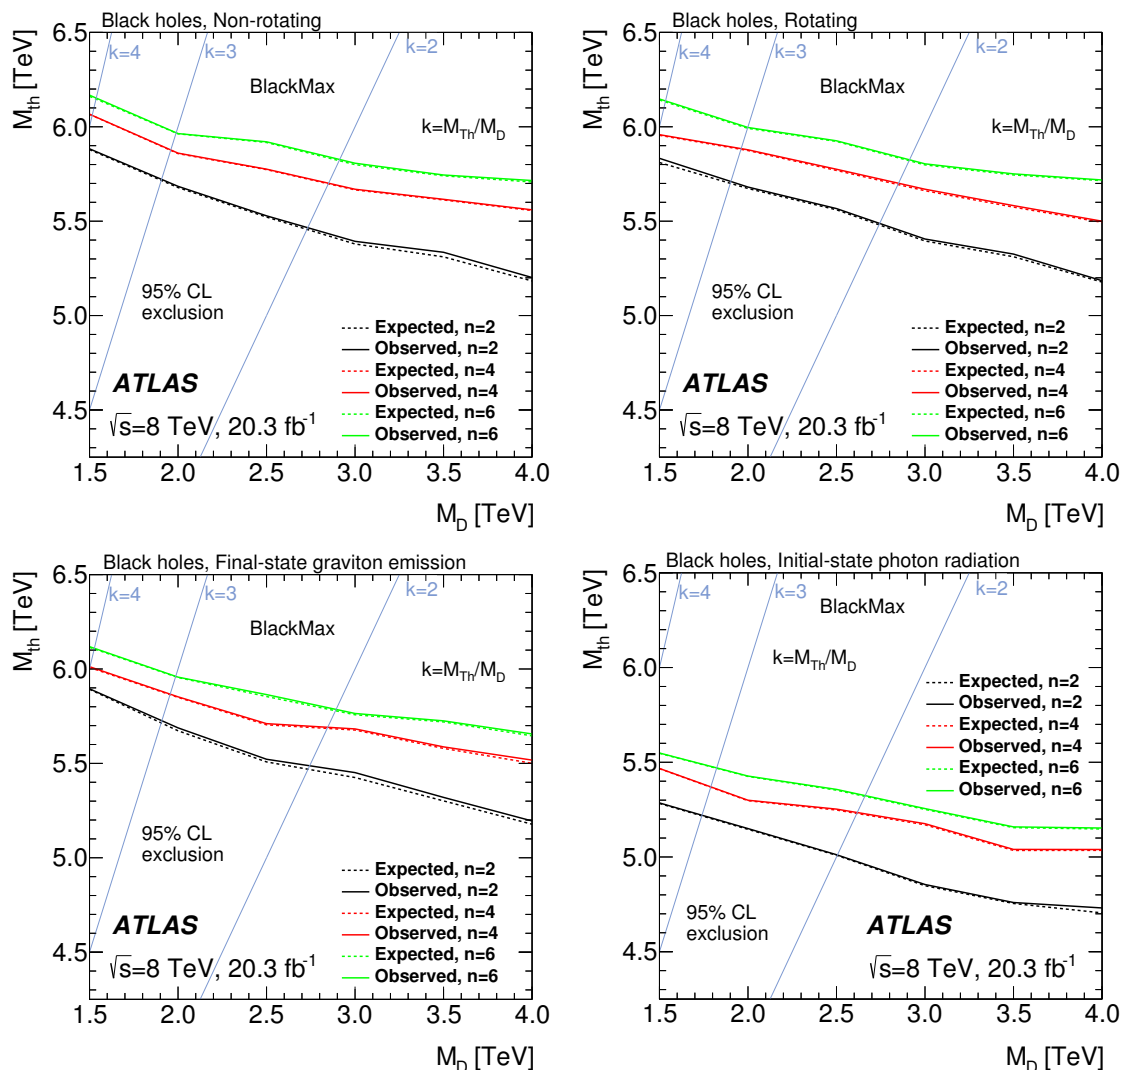 Black holes, Non-rotating
M_th [TeV]
6.5
6.0
5.5
5.0
4.5
k=4
k=3
k=2
BlackMax
k=M_Th/M_D
95% CL
exclusion
Expected, n=2
Observed, n=2
Expected, n=4
Observed, n=4
Expected, n=6
Observed, n=6
ATLAS
√s=8 TeV, 20.3 fb⁻¹
1.5 2.0 2.5 3.0 3.5 4.0
M_D [TeV]
Black holes, Rotating
M_th [TeV]
6.5
6.0
5.5
5.0
4.5
k=4
k=3
k=2
BlackMax
k=M_Th/M_D
95% CL
exclusion
Expected, n=2
Observed, n=2
Expected, n=4
Observed, n=4
Expected, n=6
Observed, n=6
ATLAS
√s=8 TeV, 20.3 fb⁻¹
1.5 2.0 2.5 3.0 3.5 4.0
M_D [TeV]
Black holes, Final-state graviton emission
M_th [TeV]
6.5
6.0
5.5
5.0
4.5
k=4
k=3
k=2
BlackMax
k=M_Th/M_D
95% CL
exclusion
Expected, n=2
Observed, n=2
Expected, n=4
Observed, n=4
Expected, n=6
Observed, n=6
ATLAS
√s=8 TeV, 20.3 fb⁻¹
1.5 2.0 2.5 3.0 3.5 4.0
M_D [TeV]
Black holes, Initial-state photon radiation
M_th [TeV]
6.5
6.0
5.5
5.0
4.5
k=4
k=3
k=2
BlackMax
k=M_Th/M_D
Expected, n=2
Observed, n=2
Expected, n=4
Observed, n=4
Expected, n=6
Observed, n=6
95% CL
exclusion
ATLAS
√s=8 TeV, 20.3 fb⁻¹
1.5 2.0 2.5 3.0 3.5 4.0
M_D [TeV]